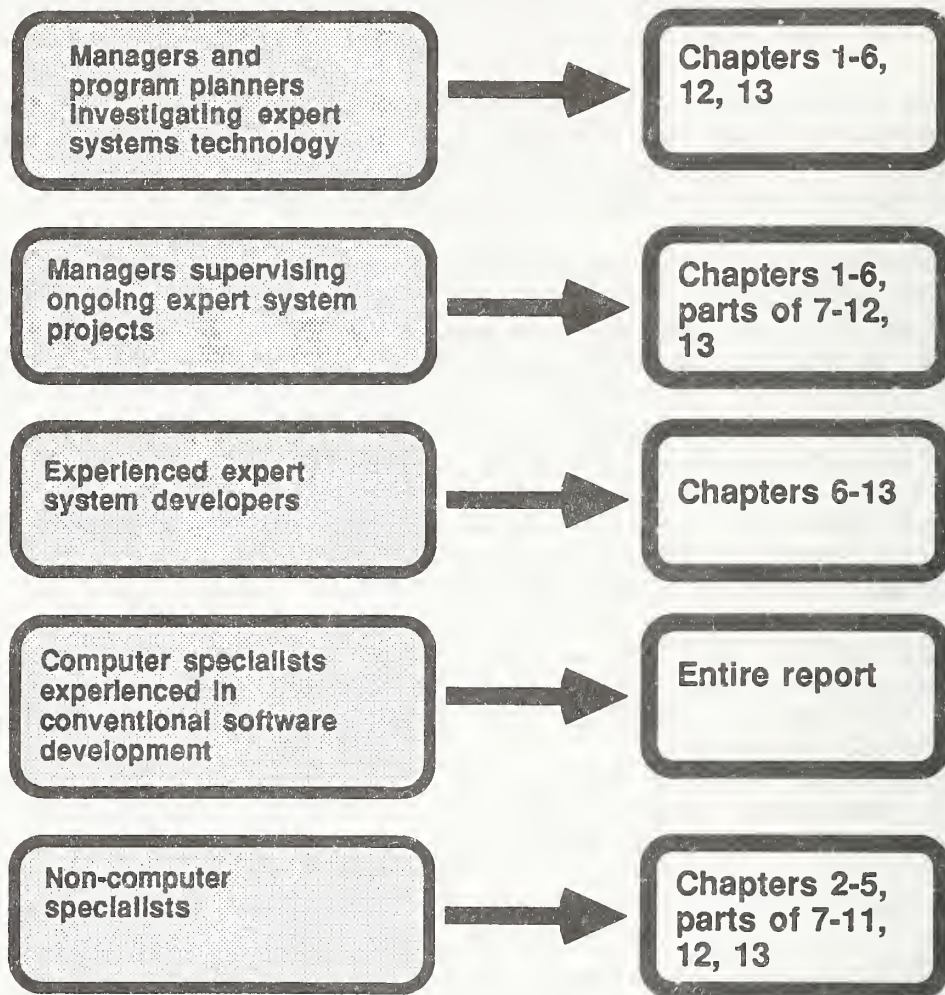 Managers and
program planners
investigating expert
systems technology
Chapters 1-6,
12, 13
Managers supervising
ongoing expert system
projects
Chapters 1-6,
parts of 7-12,
13
Experienced expert
system developers
Chapters 6-13
Computer specialists
experienced in
conventional software
development
Entire report
Non-computer
specialists
Chapters 2-5,
parts of 7-11,
12, 13